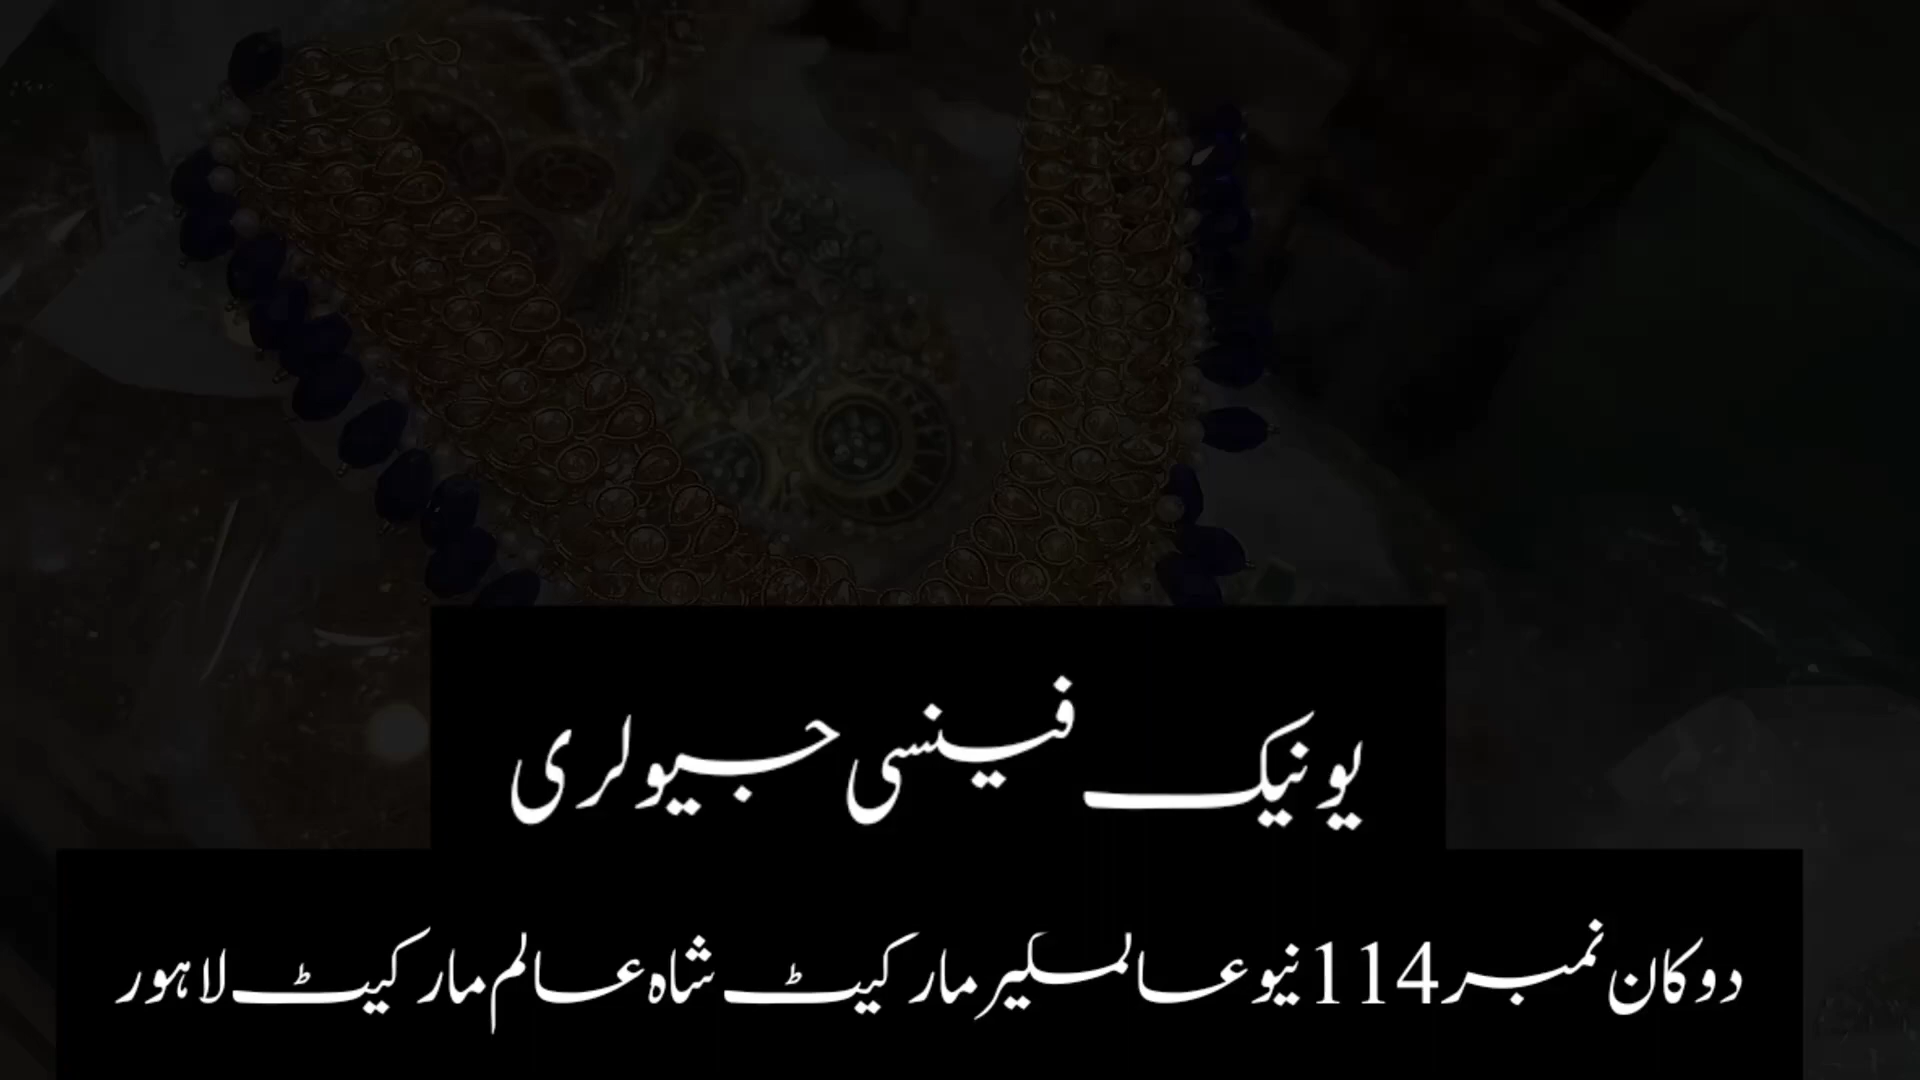 یونیک فینسی جیولری
دوکان نمبر 114 نیو عالمگیر مارکیٹ شاہ عالم مارکیٹ لاہور